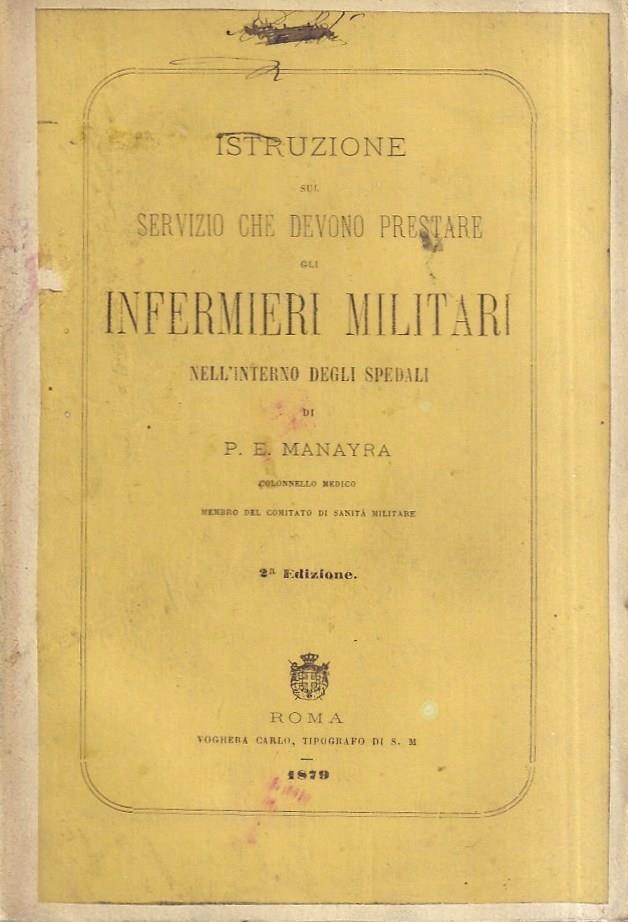 ISTRUZIONE
SUL
SERVIZIO CHE DEVONO PRESTARE
GLI
INFERMIERI MILITARI
NELL'INTERNO DEGLI SPEDALI
DI
P. E. MANAYRA
COLONNELLO MEDICO
MEMBRO DEL COMITATO DI SANITÀ MILITARE
2ª Edizione.
ROMA
VOGHERA CARLO, TIPOGRAFO DI S. M
1879